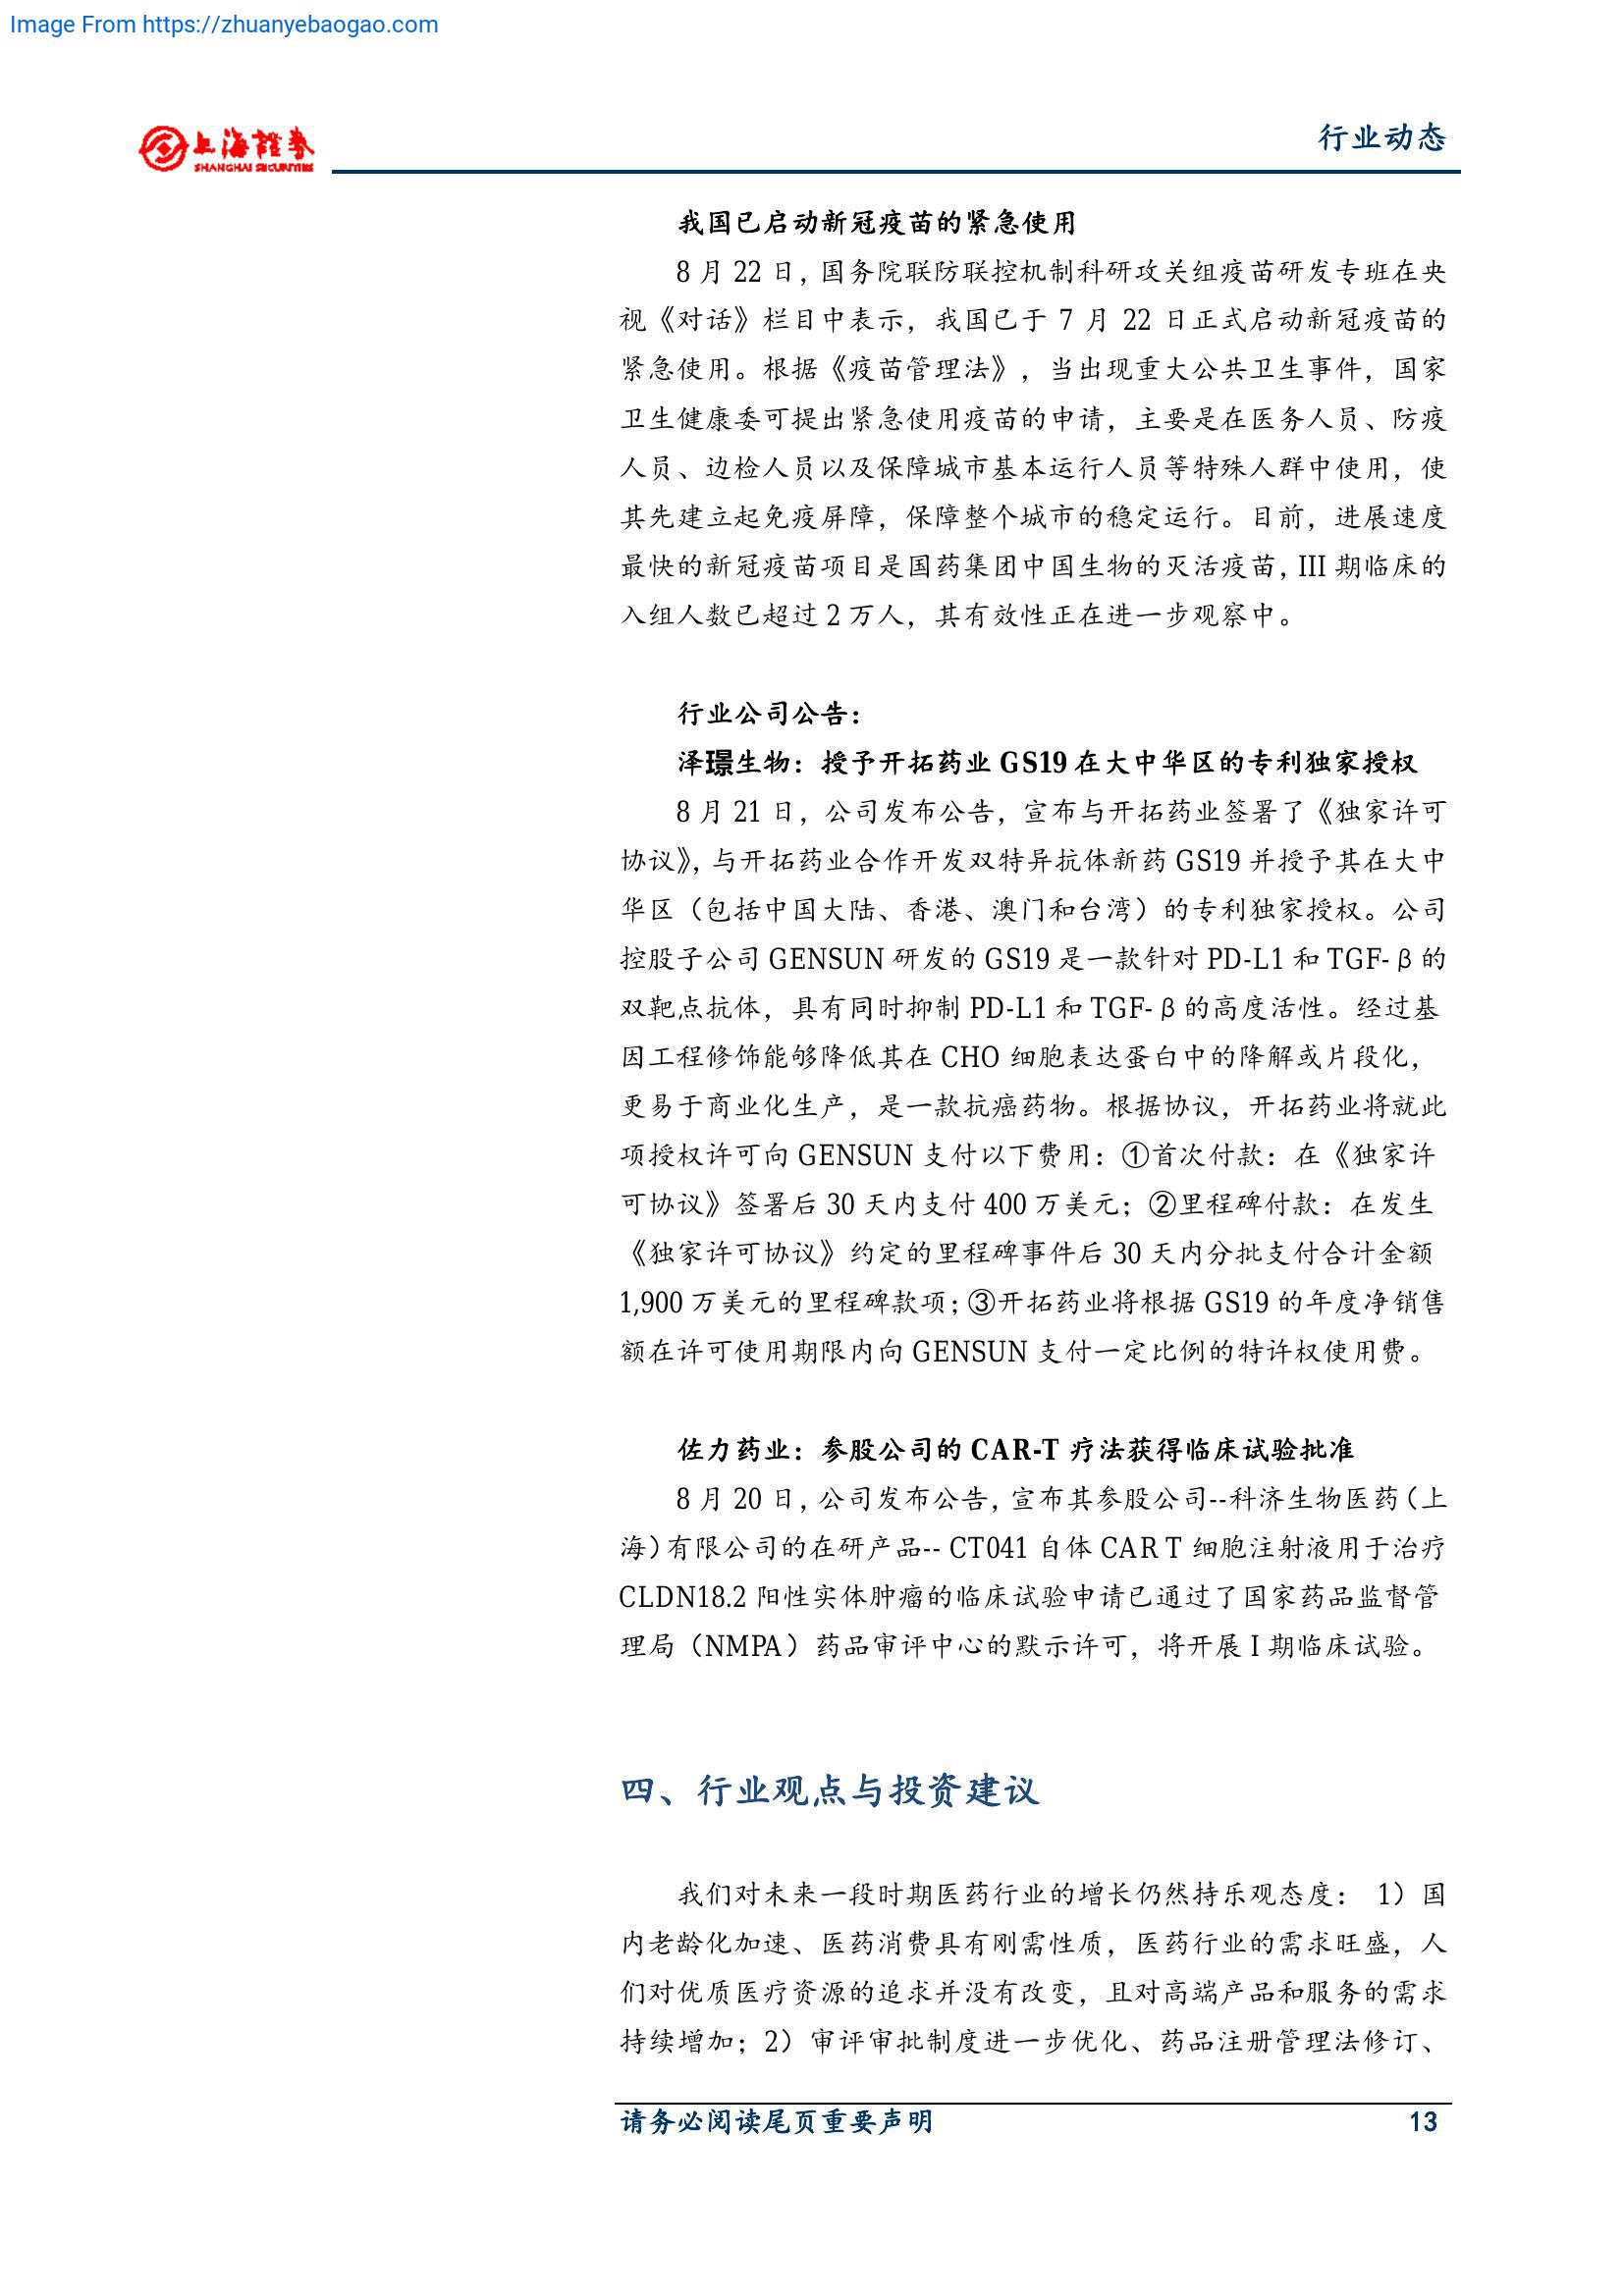 Image From https://zhuanyebaogao.com
上海證券
SHANGHAI SECURITIES
行业动态
我国已启动新冠疫苗的紧急使用
8 月 22 日，国务院联防联控机制科研攻关组疫苗研发专班在央
视《对话》栏目中表示，我国已于 7 月 22 日正式启动新冠疫苗的
紧急使用。根据《疫苗管理法》，当出现重大公共卫生事件，国家
卫生健康委可提出紧急使用疫苗的申请，主要是在医务人员、防疫
人员、边检人员以及保障城市基本运行人员等特殊人群中使用，使
其先建立起免疫屏障，保障整个城市的稳定运行。目前，进展速度
最快的新冠疫苗项目是国药集团中国生物的灭活疫苗，III 期临床的
入组人数已超过 2 万人，其有效性正在进一步观察中。
行业公司公告：
泽璟生物：授予开拓药业 GS19 在大中华区的专利独家授权
8 月 21 日，公司发布公告，宣布与开拓药业签署了《独家许可
协议》，与开拓药业合作开发双特异抗体新药 GS19 并授予其在大中
华区（包括中国大陆、香港、澳门和台湾）的专利独家授权。公司
控股子公司 GENSUN 研发的 GS19 是一款针对 PD-L1 和 TGF-β的
双靶点抗体，具有同时抑制 PD-L1 和 TGF-β的高度活性。经过基
因工程修饰能够降低其在 CHO 细胞表达蛋白中的降解或片段化，
更易于商业化生产，是一款抗癌药物。根据协议，开拓药业将就此
项授权许可向 GENSUN 支付以下费用：①首次付款：在《独家许
可协议》签署后 30 天内支付 400 万美元；②里程碑付款：在发生
《独家许可协议》约定的里程碑事件后 30 天内分批支付合计金额
1,900 万美元的里程碑款项；③开拓药业将根据 GS19 的年度净销售
额在许可使用期限内向 GENSUN 支付一定比例的特许权使用费。
佐力药业：参股公司的 CAR-T 疗法获得临床试验批准
8 月 20 日，公司发布公告，宣布其参股公司--科济生物医药（上
海）有限公司的在研产品-- CT041 自体 CAR T 细胞注射液用于治疗
CLDN18.2 阳性实体肿瘤的临床试验申请已通过了国家药品监督管
理局（NMPA）药品审评中心的默示许可，将开展 I 期临床试验。
四、行业观点与投资建议
我们对未来一段时期医药行业的增长仍然持乐观态度： 1）国
内老龄化加速、医药消费具有刚需性质，医药行业的需求旺盛，人
们对优质医疗资源的追求并没有改变，且对高端产品和服务的需求
持续增加；2）审评审批制度进一步优化、药品注册管理法修订、
请务必阅读尾页重要声明 13